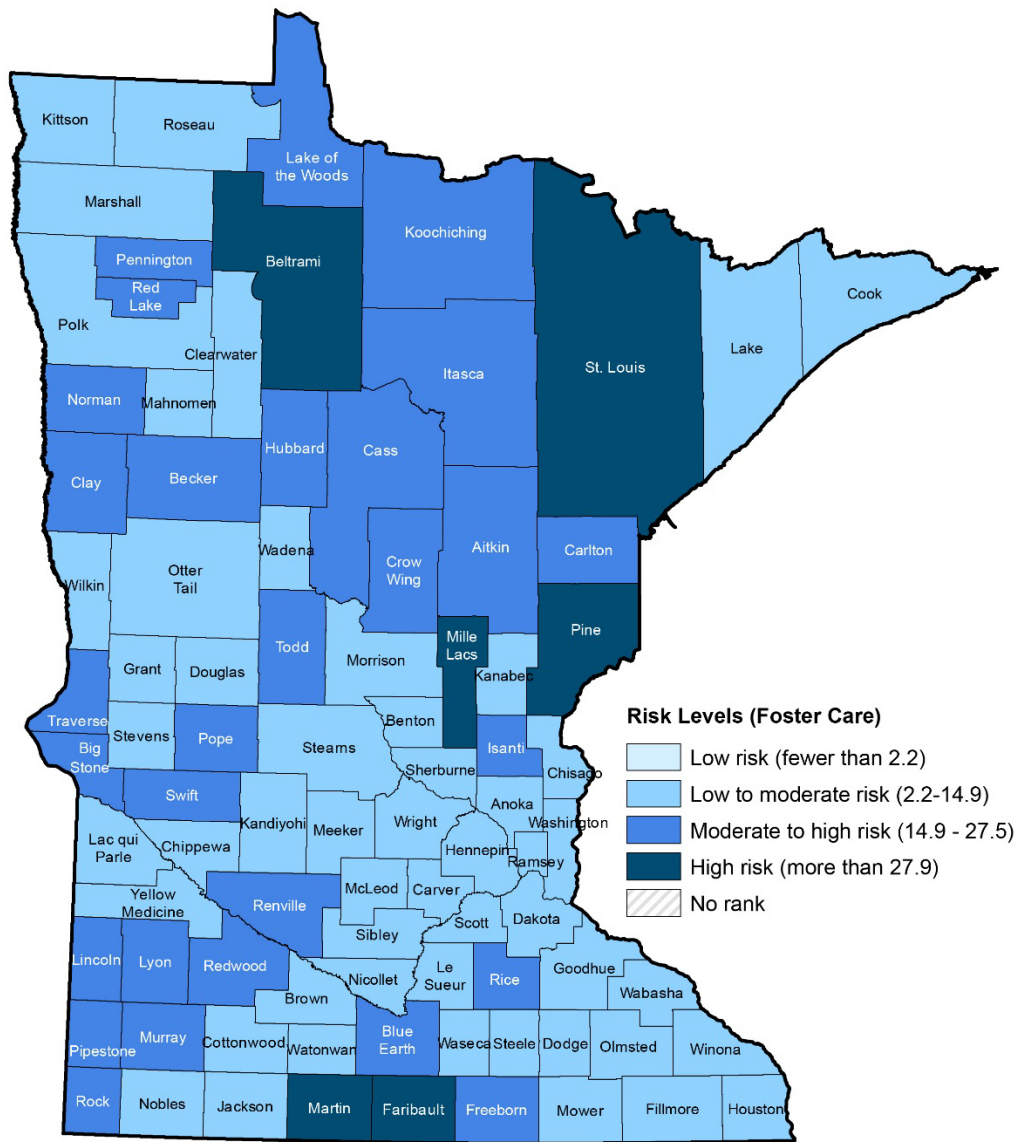 Kittson
Roseau
Lake of
the Woods
Marshall
Koochiching
Pennington
Beltrami
Red
Lake
Cook
Polk
Clearwater
Lake
St. Louis
Itasca
Norman
Mahnomen
Hubbard
Cass
Clay
Becker
Wadena
Aitkin
Carlton
Crow
Wing
Otter
Tail
Wilkin
Pine
Mille
Lacs
Todd
Morrison
Grant
Douglas
Kanabec
Traverse
Benton
Stevens
Pope
Isanti
Big
Stone
Stearns
Sherburne
Chisago
Swift
Anoka
Kandiyohi
Meeker
Wright
Washington
Lac qui
Parle
Chippewa
Hennepin
Ramsey
McLeod
Carver
Yellow
Medicine
Renville
Scott
Dakota
Sibley
Lincoln
Lyon
Redwood
Nicollet
Le
Sueur
Rice
Goodhue
Wabasha
Brown
Pipestone
Murray
Cottonwood
Watonwan
Blue
Earth
Waseca
Steele
Dodge
Olmsted
Winona
Rock
Nobles
Jackson
Martin
Faribault
Freeborn
Mower
Fillmore
Houston
Risk Levels (Foster Care)
Low risk (fewer than 2.2)
Low to moderate risk (2.2-14.9)
Moderate to high risk (14.9 - 27.5)
High risk (more than 27.9)
No rank